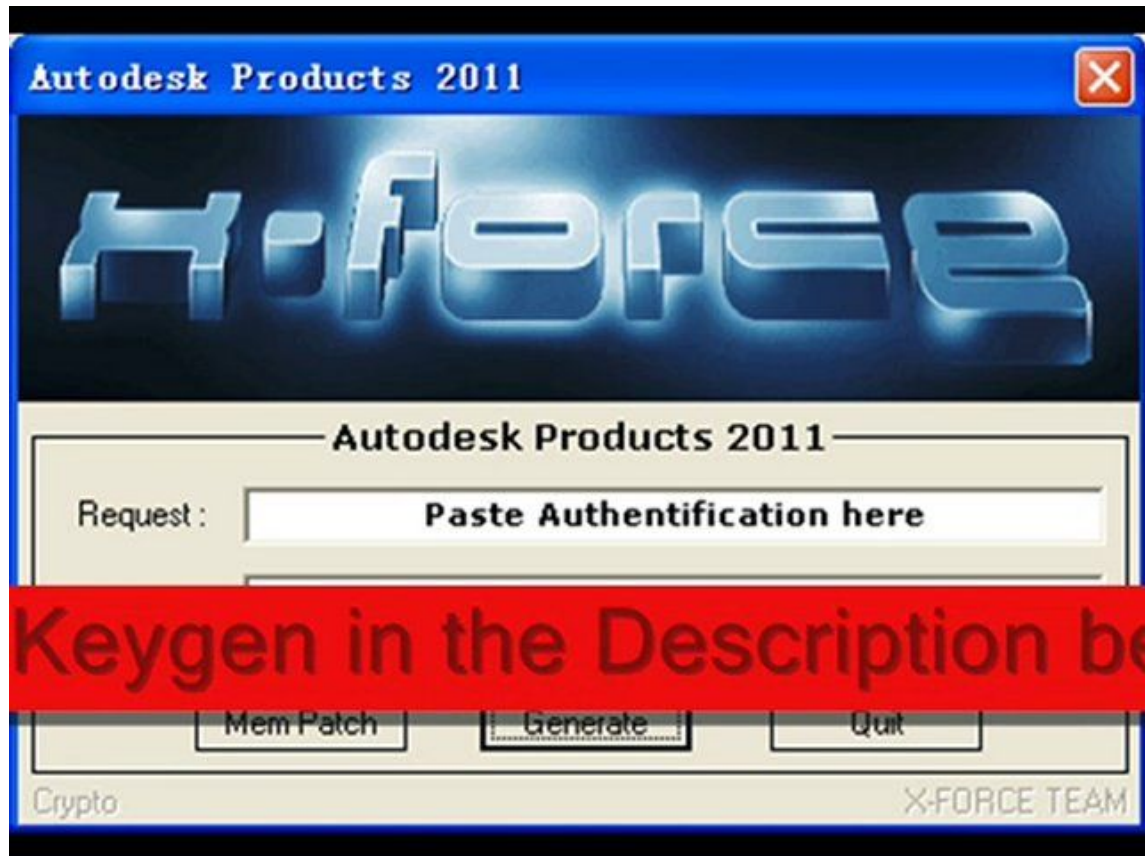 Autodesk Products 2011
x·force
Autodesk Products 2011
Request :
Paste Authentification here
Keygen in the Description be
Mem Patch
Generate
Quit
Crypto
X-FORCE TEAM